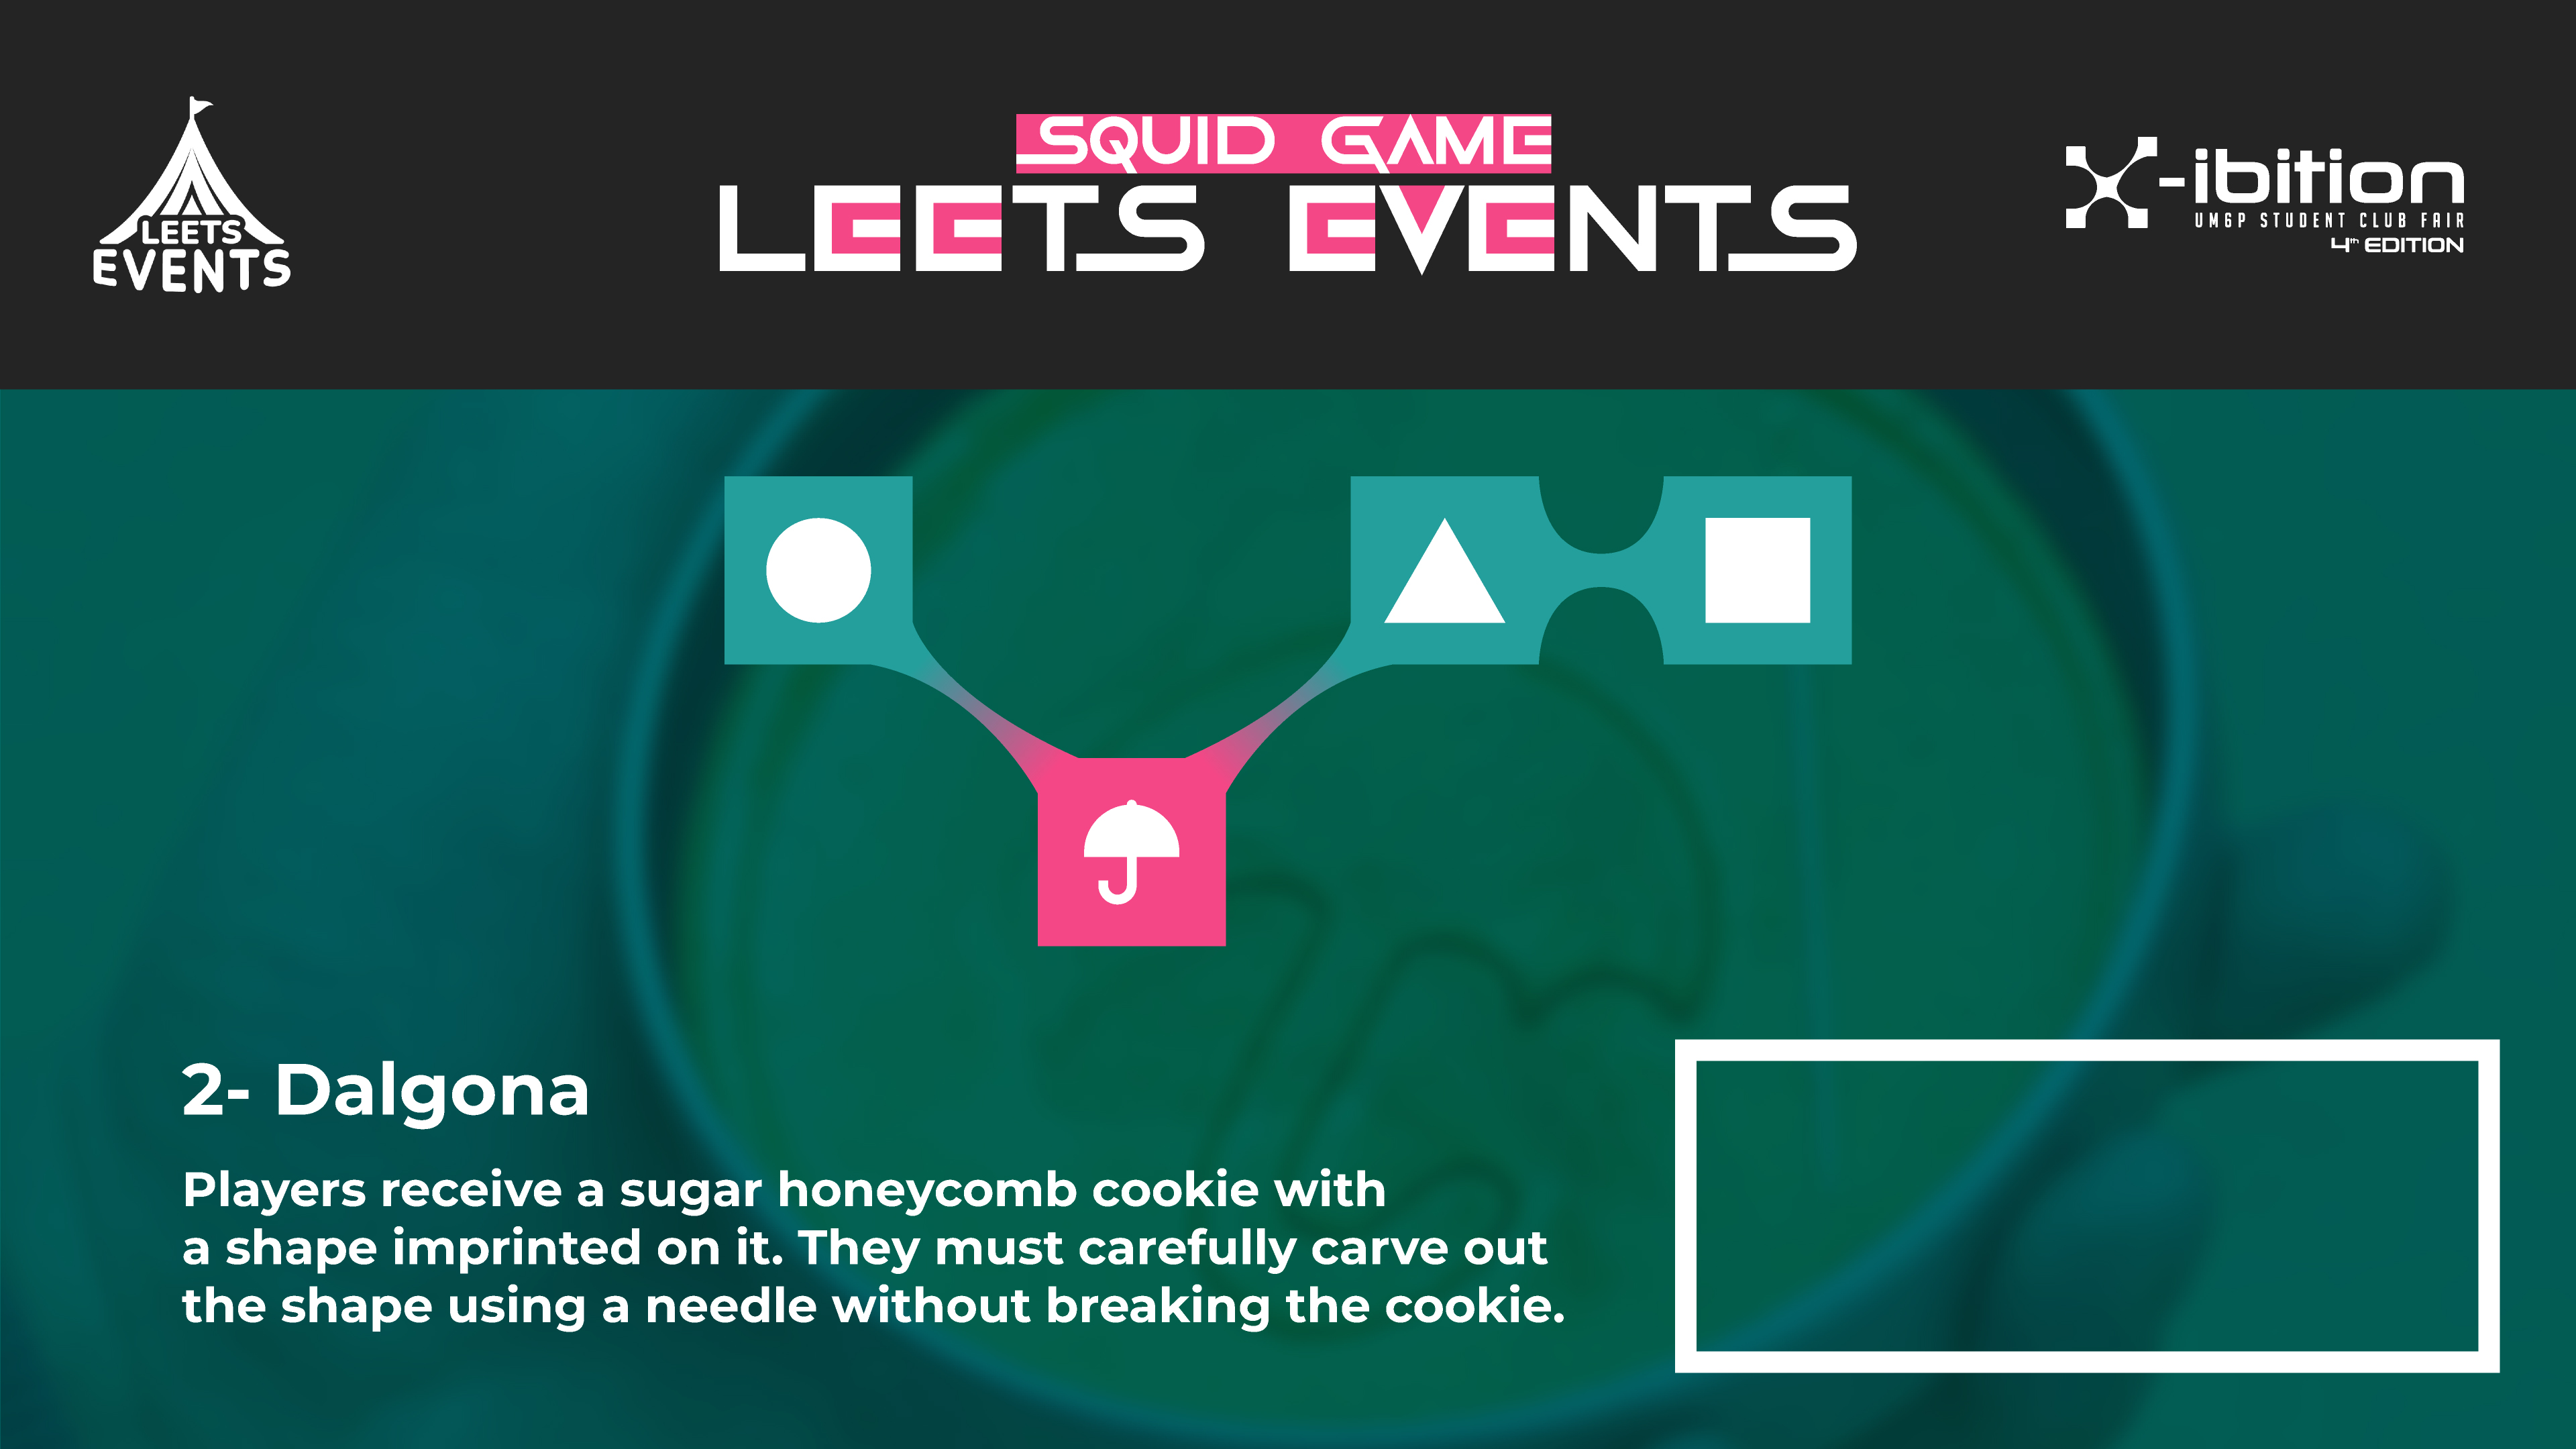 LEETS
EVENTS
SQUID GAME
LEETS EVENTS
X-ibition
UM6P STUDENT CLUB FAIR
4th EDITION
2- Dalgona
Players receive a sugar honeycomb cookie with
a shape imprinted on it. They must carefully carve out
the shape using a needle without breaking the cookie.